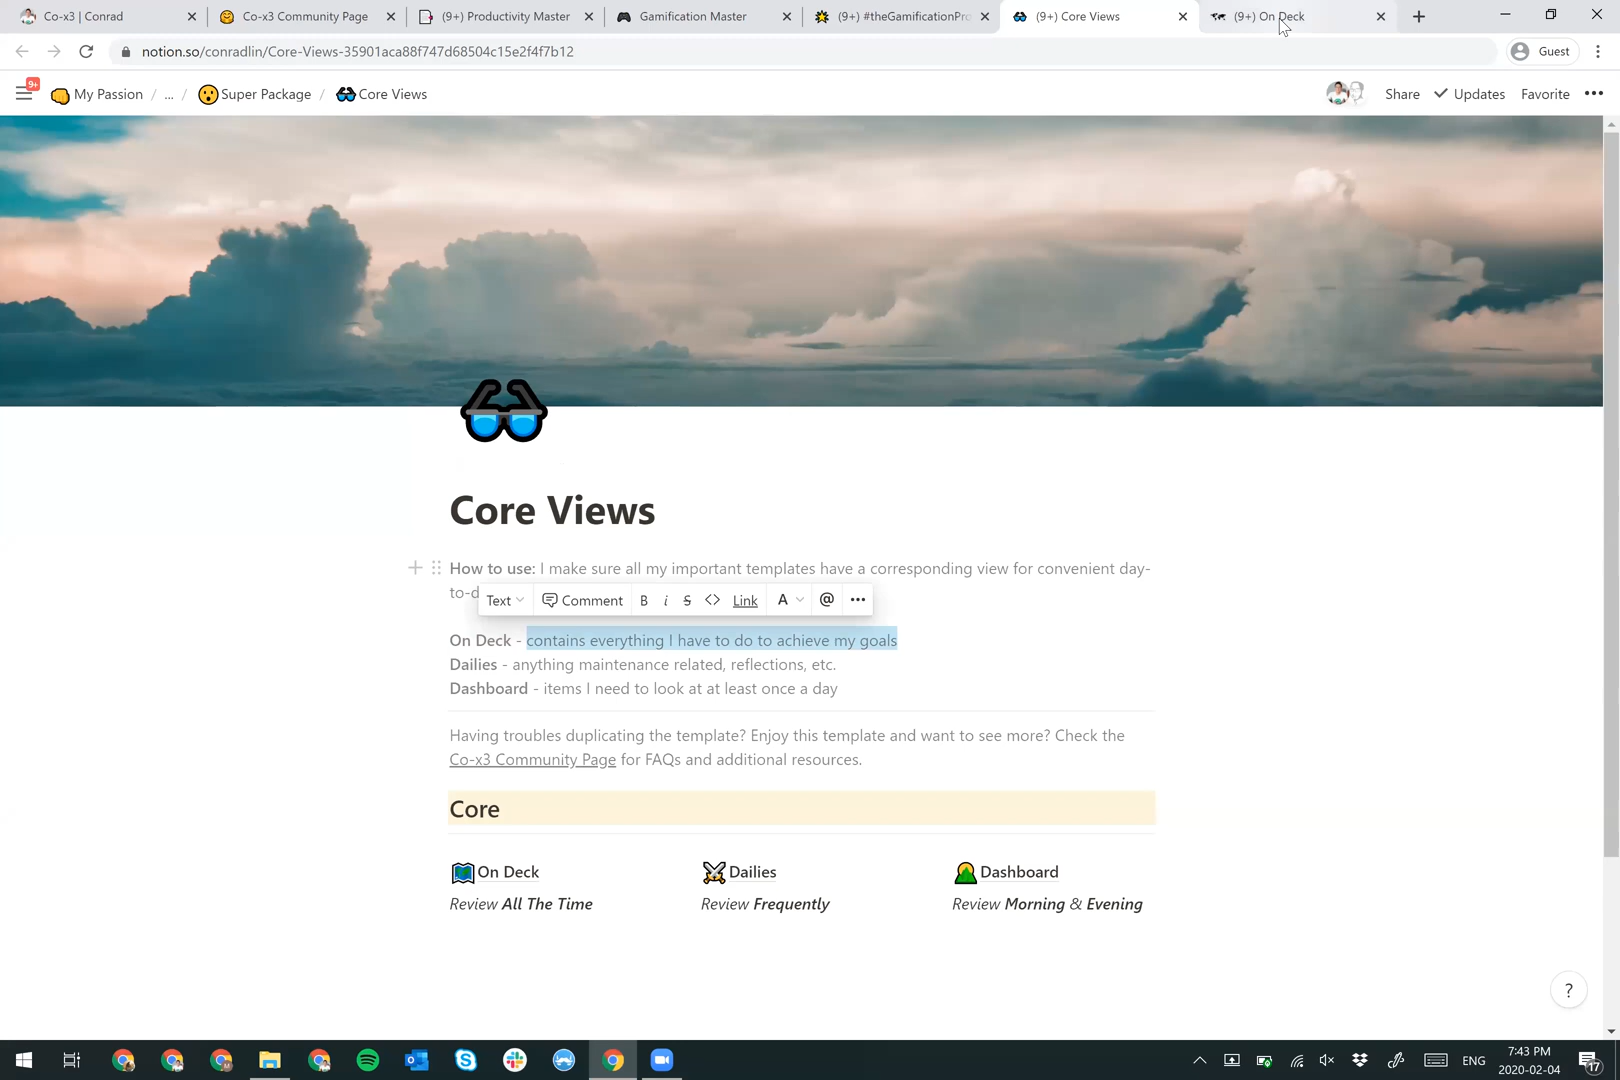 Co-x3 | Conrad
Co-x3 Community Page
(9+) Productivity Master
Gamification Master
(9+) #theGamificationPro
(9+) Core Views
(9+) On Deck
notion.so/conradlin/Core-Views-35901aca88f747d68504c15e2f4f7b12
Guest
9+
My Passion / ... / Super Package / Core Views
Share
Updates
Favorite
•••
Core Views
How to use: I make sure all my important templates have a corresponding view for convenient day-
to-d
Text
Comment
B i S <> Link A @ •••
On Deck - contains everything I have to do to achieve my goals
Dailies - anything maintenance related, reflections, etc.
Dashboard - items I need to look at at least once a day
Having troubles duplicating the template? Enjoy this template and want to see more? Check the
Co-x3 Community Page for FAQs and additional resources.
Core
On Deck
Review All The Time
Dailies
Review Frequently
Dashboard
Review Morning & Evening
?
ENG
7:43 PM
2020-02-04
17